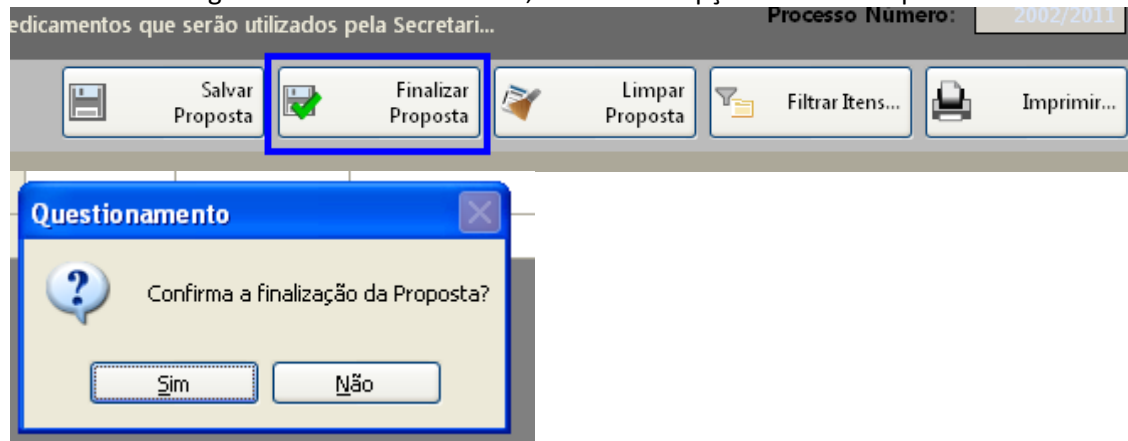 edicamentos que serão utilizados pela Secretari...
Processo Número: 2002/2011
Salvar
Proposta
Finalizar
Proposta
Limpar
Proposta
Filtrar Itens...
Imprimir...
Questionamento
Confirma a finalização da Proposta?
Sim
Não